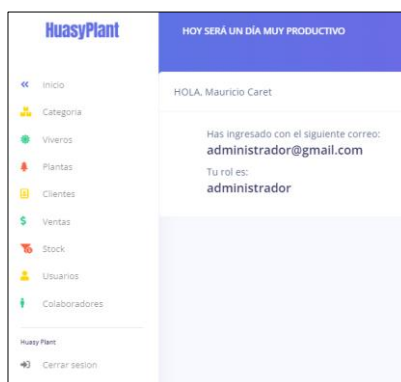 HuasyPlant
HOY SERÁ UN DÍA MUY PRODUCTIVO
Inicio
Categoria
Viveros
Plantas
Clientes
Ventas
Stock
Usuarios
Colaboradores
Huasy Plant
Cerrar sesion
HOLA, Mauricio Caret
Has ingresado con el siguiente correo:
administrador@gmail.com
Tu rol es:
administrador